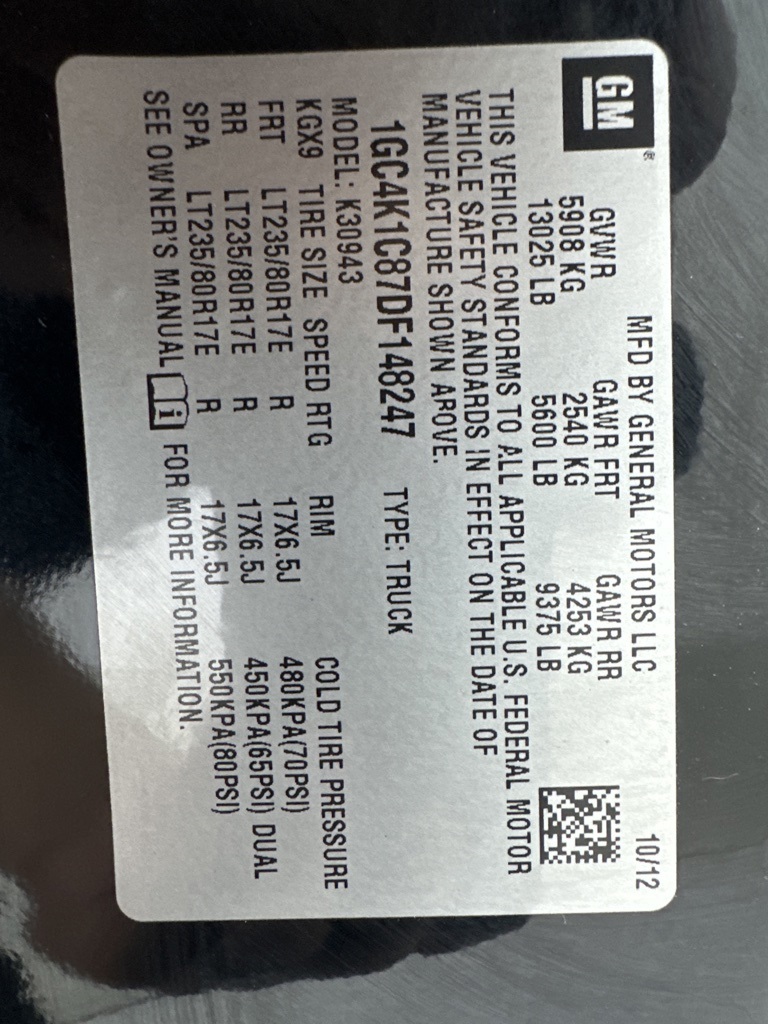 GM®
MFD BY GENERAL MOTORS LLC 10/12
GVWR GAWR FRT GAWR RR
5908 KG 2540 KG 4253 KG
13025 LB 5600 LB 9375 LB
THIS VEHICLE CONFORMS TO ALL APPLICABLE U.S. FEDERAL MOTOR
VEHICLE SAFETY STANDARDS IN EFFECT ON THE DATE OF
MANUFACTURE SHOWN ABOVE.
1GC4K1C87DF148247 TYPE: TRUCK
MODEL: K30943
KGX9 TIRE SIZE SPEED RTG RIM COLD TIRE PRESSURE
FRT LT235/80R17E R 17X6.5J 480KPA(70PSI)
RR LT235/80R17E R 17X6.5J 450KPA(65PSI) DUAL
SPA LT235/80R17E R 17X6.5J 550KPA(80PSI)
SEE OWNER'S MANUAL i FOR MORE INFORMATION.